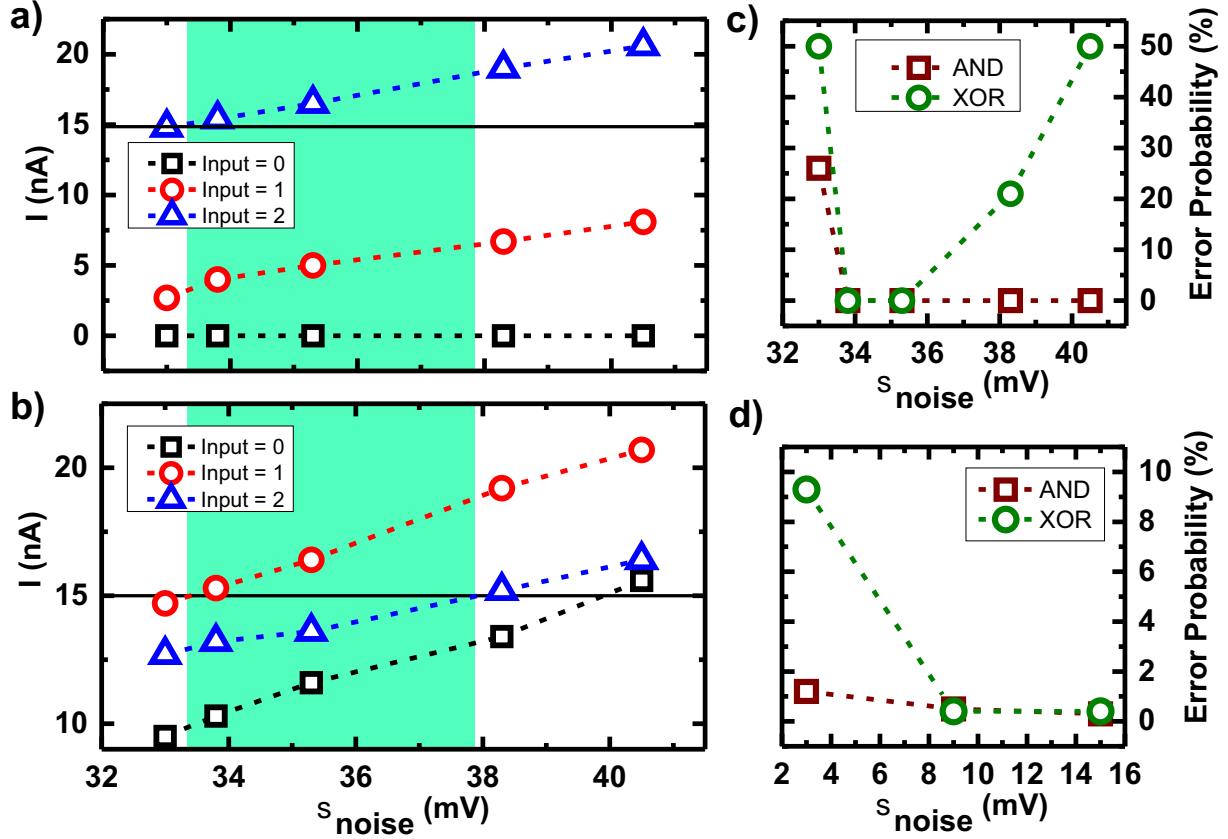 a)
I (nA)
20
15
10
5
0
Input = 0
Input = 1
Input = 2
b)
I (nA)
20
15
10
Input = 0
Input = 1
Input = 2
32 34 36 38 40
s noise (mV)
c)
AND
XOR
50
40
30
20
10
0
Error Probability (%)
32 34 36 38 40
s noise (mV)
d)
AND
XOR
10
8
6
4
2
0
Error Probability (%)
2 4 6 8 10 12 14 16
s noise (mV)